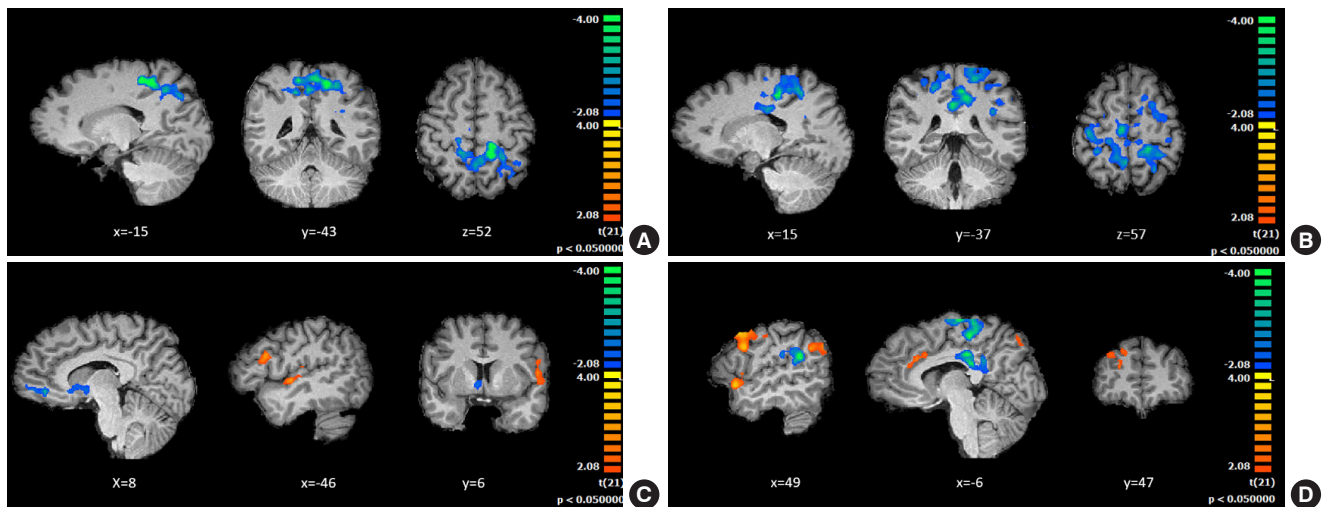 -4.00
-2.08
4.00
2.08
t(21)
p < 0.050000
x=-15
y=-43
z=52
A
-4.00
-2.08
4.00
2.08
t(21)
p < 0.050000
x=15
y=-37
z=57
B
-4.00
-2.08
4.00
2.08
t(21)
p < 0.050000
X=8
x=-46
y=6
C
-4.00
-2.08
4.00
2.08
t(21)
p < 0.050000
x=49
x=-6
y=47
D